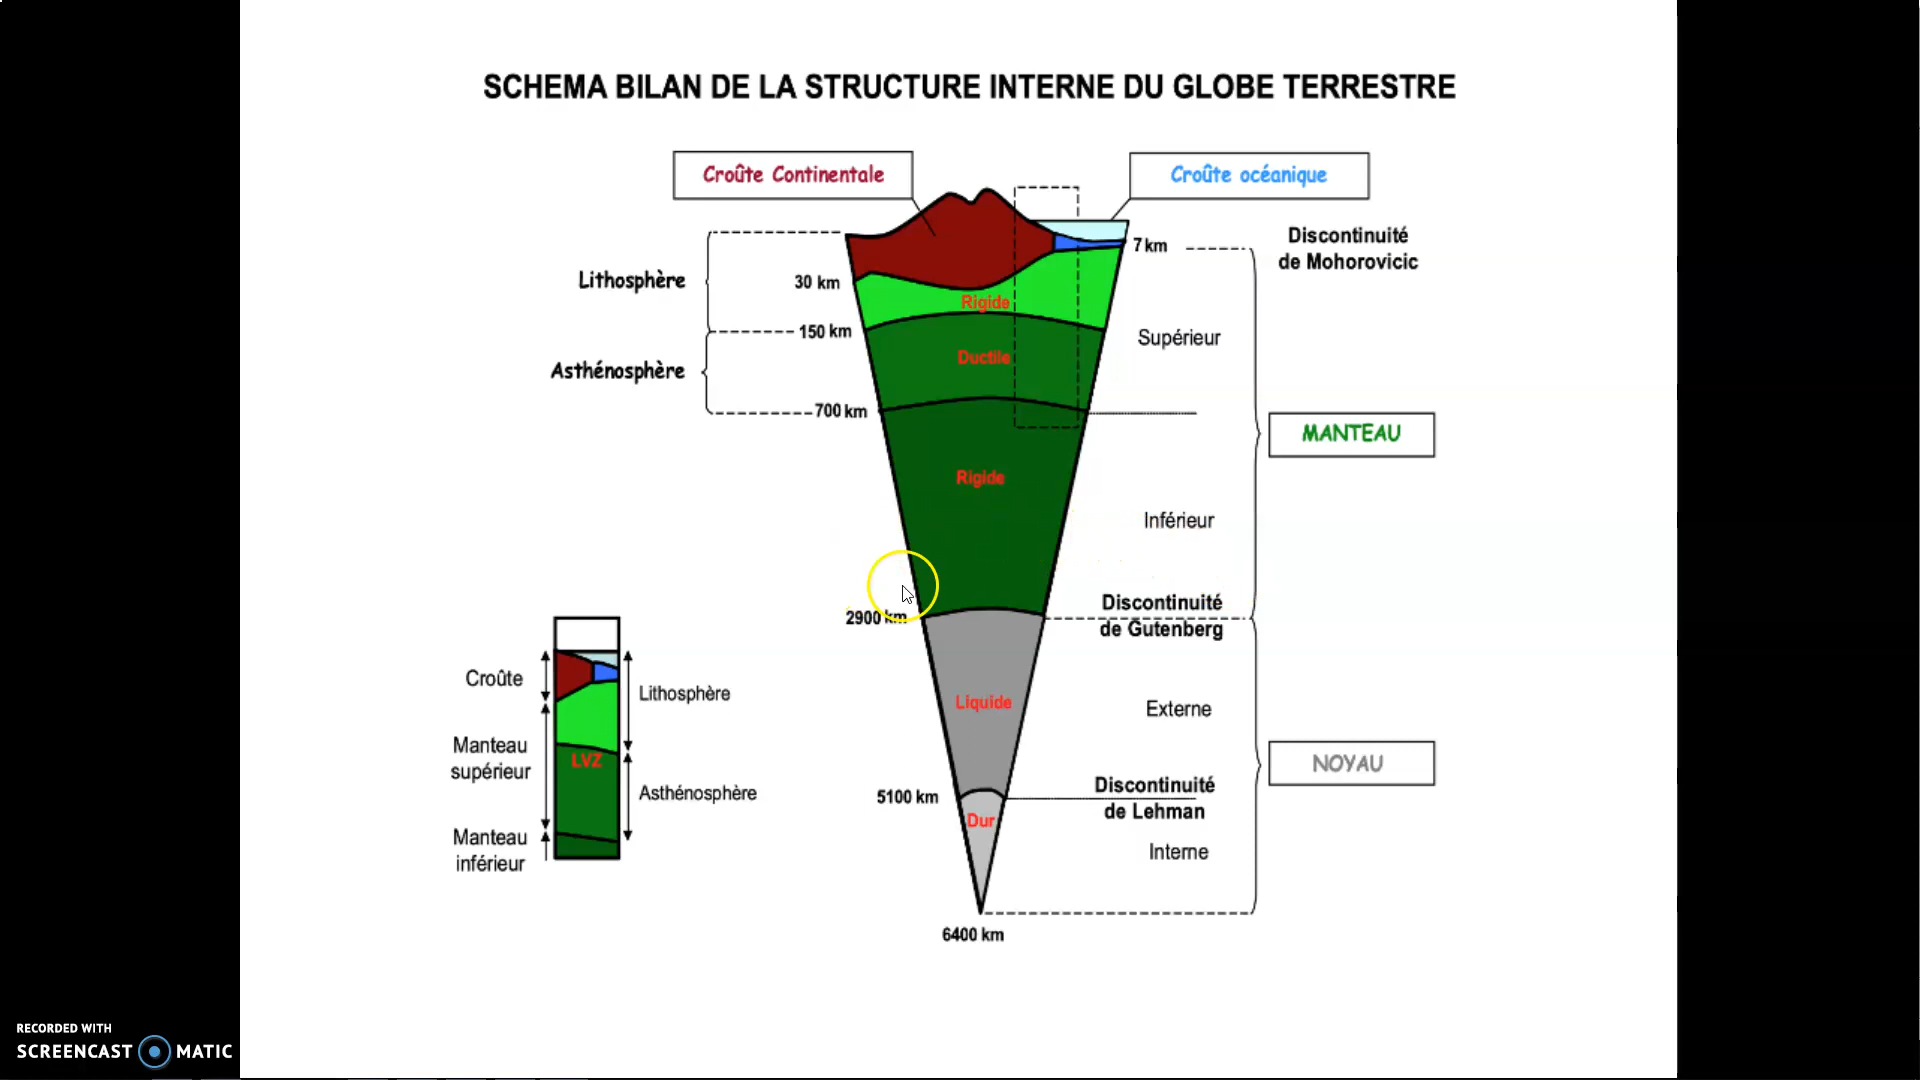 SCHEMA BILAN DE LA STRUCTURE INTERNE DU GLOBE TERRESTRE
Croûte Continentale
Croûte océanique
Discontinuité
de Mohorovicic
7 km
Lithosphère
30 km
Rigide
150 km
Supérieur
Ductile
Asthénosphère
700 km
MANTEAU
Rigide
Inférieur
Discontinuité
de Gutenberg
2900 km
Croûte
Lithosphère
Liquide
Externe
Manteau
supérieur
LVZ
NOYAU
Asthénosphère
5100 km
Discontinuité
de Lehman
Dur
Manteau
inférieur
Interne
6400 km
RECORDED WITH
SCREENCAST MATIC